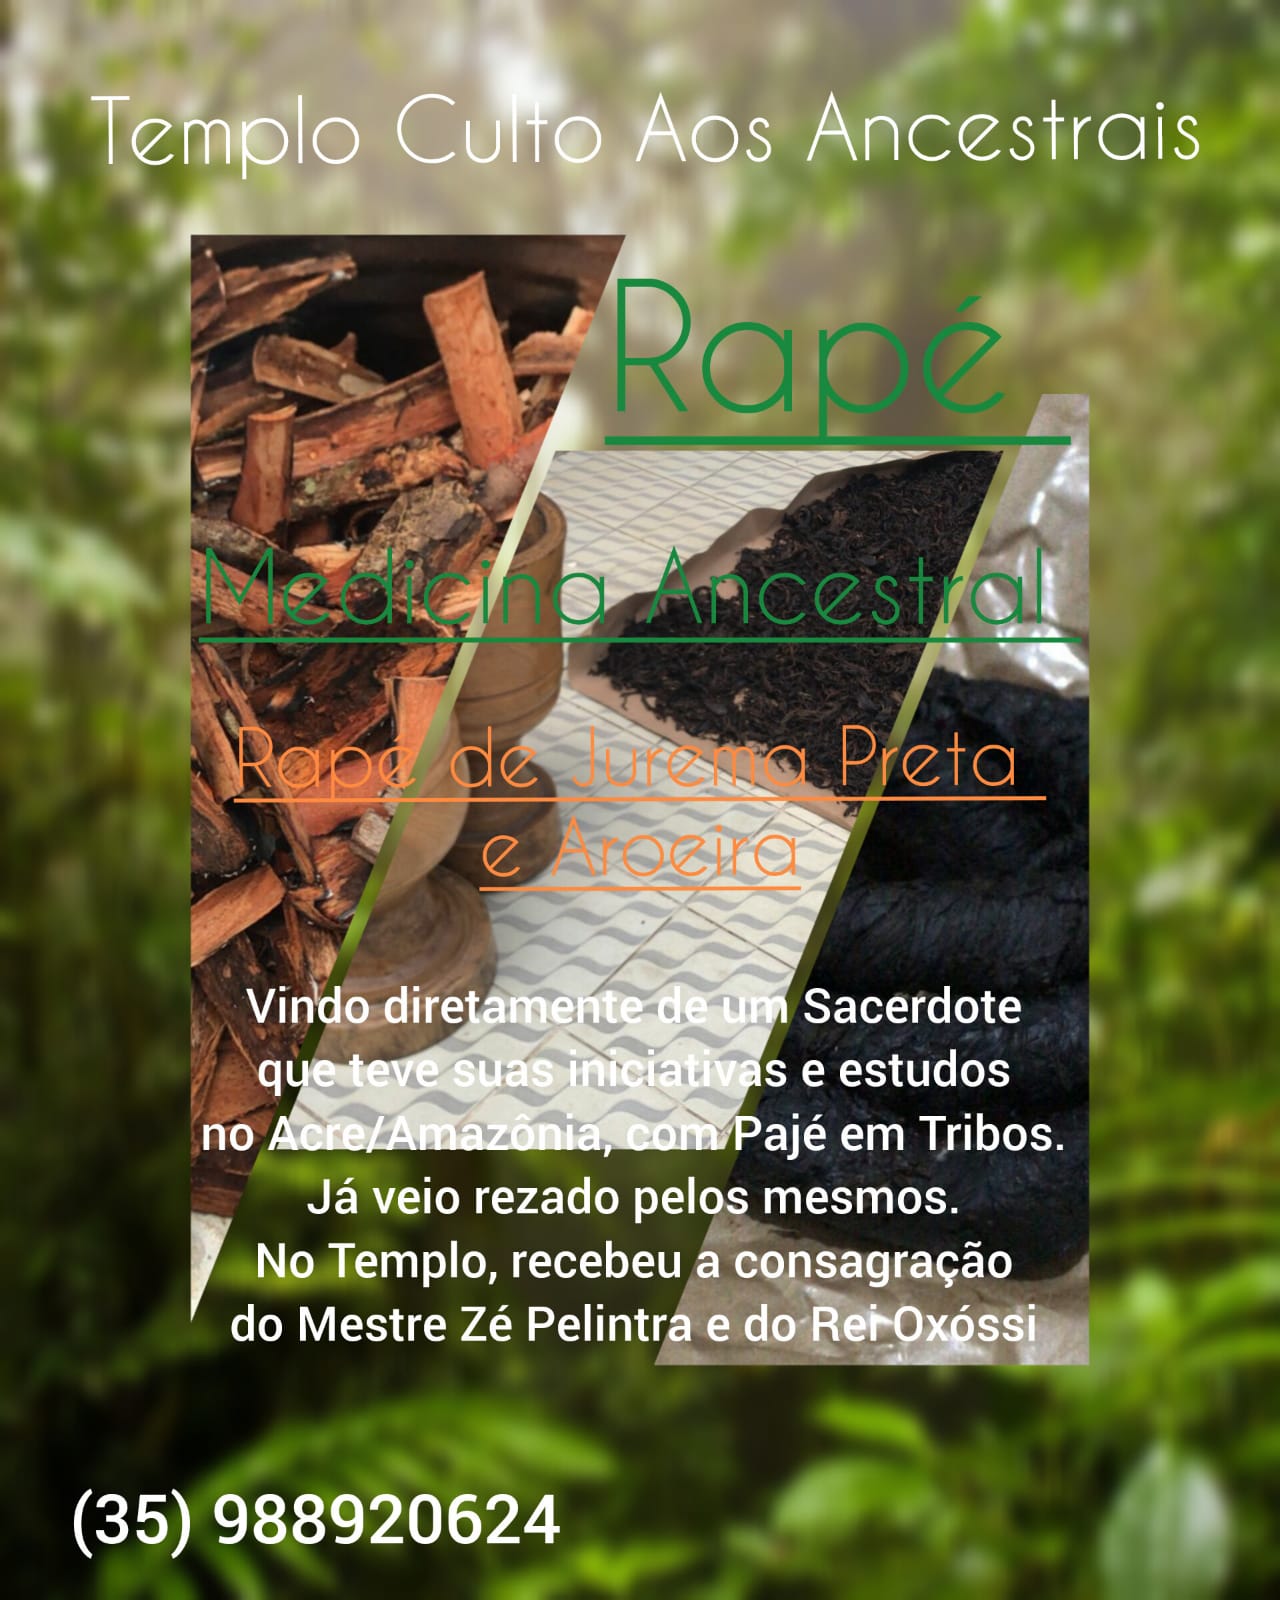 Templo Culto Aos Ancestrais
Rapé
Medicina Ancestral
Rapé de Jurema Preta
e Aroeira
Vindo diretamente de um Sacerdote
que teve suas iniciativas e estudos
no Acre/Amazônia, com Pajé em Tribos.
Já veio rezado pelos mesmos.
No Templo, recebeu a consagração
do Mestre Zé Pelintra e do Rei Oxóssi
(35) 988920624